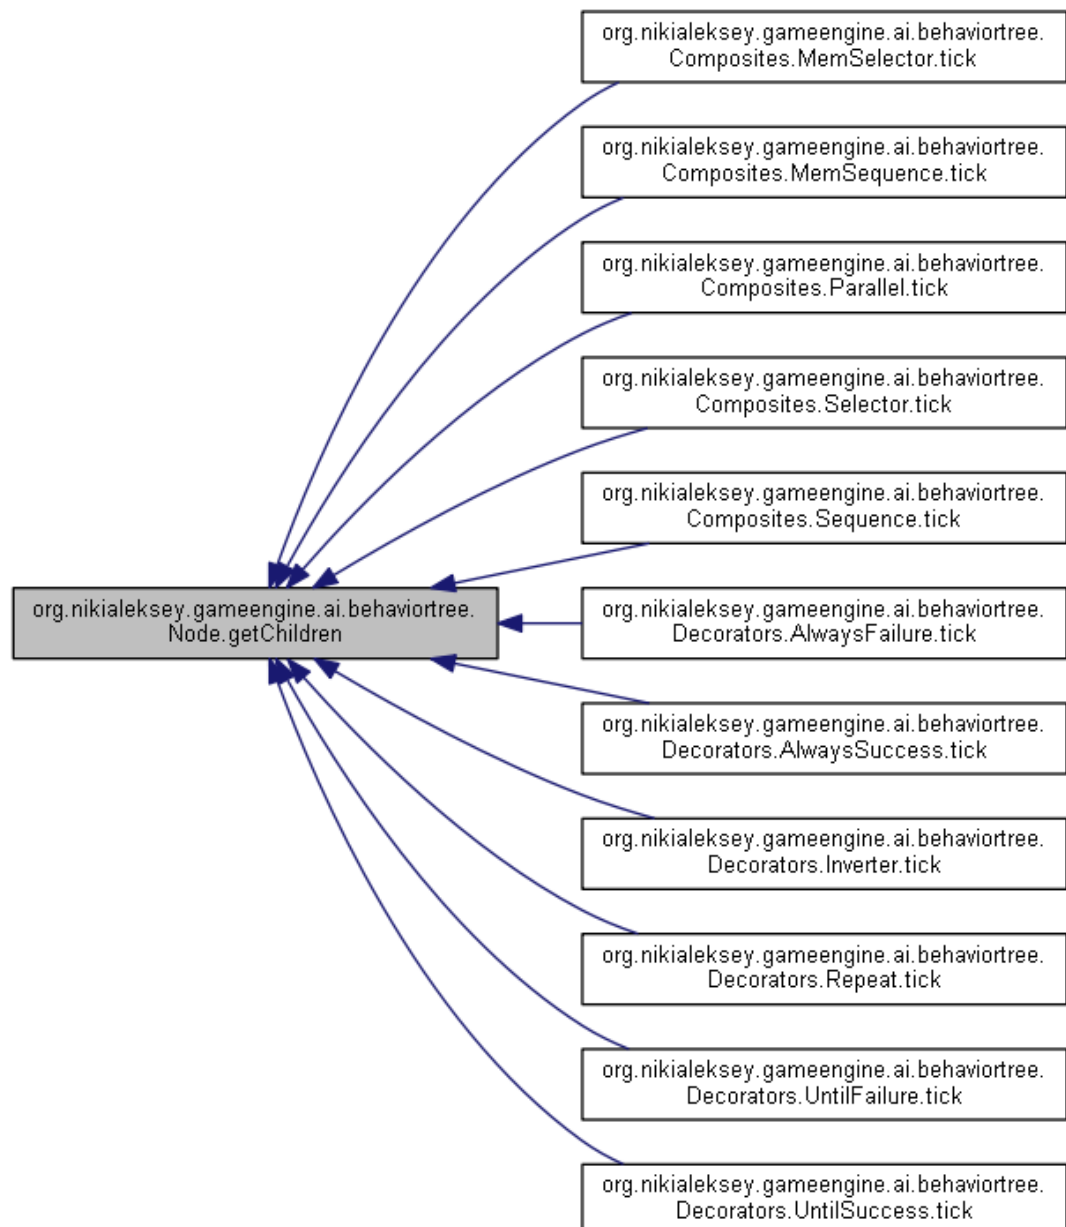 org.nikialeksey.gameengine.ai.behaviortree.
Composites.MemSelector.tick
org.nikialeksey.gameengine.ai.behaviortree.
Composites.MemSequence.tick
org.nikialeksey.gameengine.ai.behaviortree.
Composites.Parallel.tick
org.nikialeksey.gameengine.ai.behaviortree.
Composites.Selector.tick
org.nikialeksey.gameengine.ai.behaviortree.
Composites.Sequence.tick
org.nikialeksey.gameengine.ai.behaviortree.
Node.getChildren
org.nikialeksey.gameengine.ai.behaviortree.
Decorators.AlwaysFailure.tick
org.nikialeksey.gameengine.ai.behaviortree.
Decorators.AlwaysSuccess.tick
org.nikialeksey.gameengine.ai.behaviortree.
Decorators.Inverter.tick
org.nikialeksey.gameengine.ai.behaviortree.
Decorators.Repeat.tick
org.nikialeksey.gameengine.ai.behaviortree.
Decorators.UntilFailure.tick
org.nikialeksey.gameengine.ai.behaviortree.
Decorators.UntilSuccess.tick